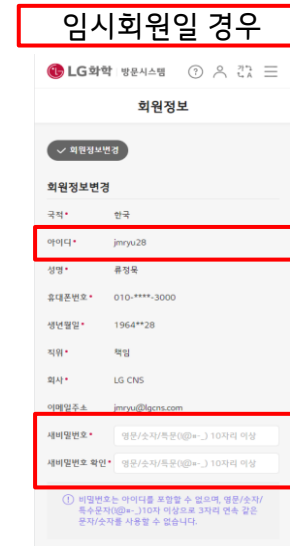 임시회원일 경우
LG화학 방문시스템
회원정보
회원정보변경
회원정보변경
국적• 한국
아이디• jmryu28
성명• 류정묵
휴대폰번호• 010-****-3000
생년월일• 1964**28
직위• 책임
회사• LG CNS
이메일주소 jmryu@lgcns.com
새비밀번호• 영문/숫자/특문(!@*-_) 10자리 이상
새비밀번호 확인• 영문/숫자/특문(!@*-_) 10자리 이상
비밀번호는 아이디를 포함할 수 없으며, 영문/숫자/
특수문자(!@*-_)10자 이상으로 3자리 연속 같은
문자/숫자를 사용할 수 없습니다.